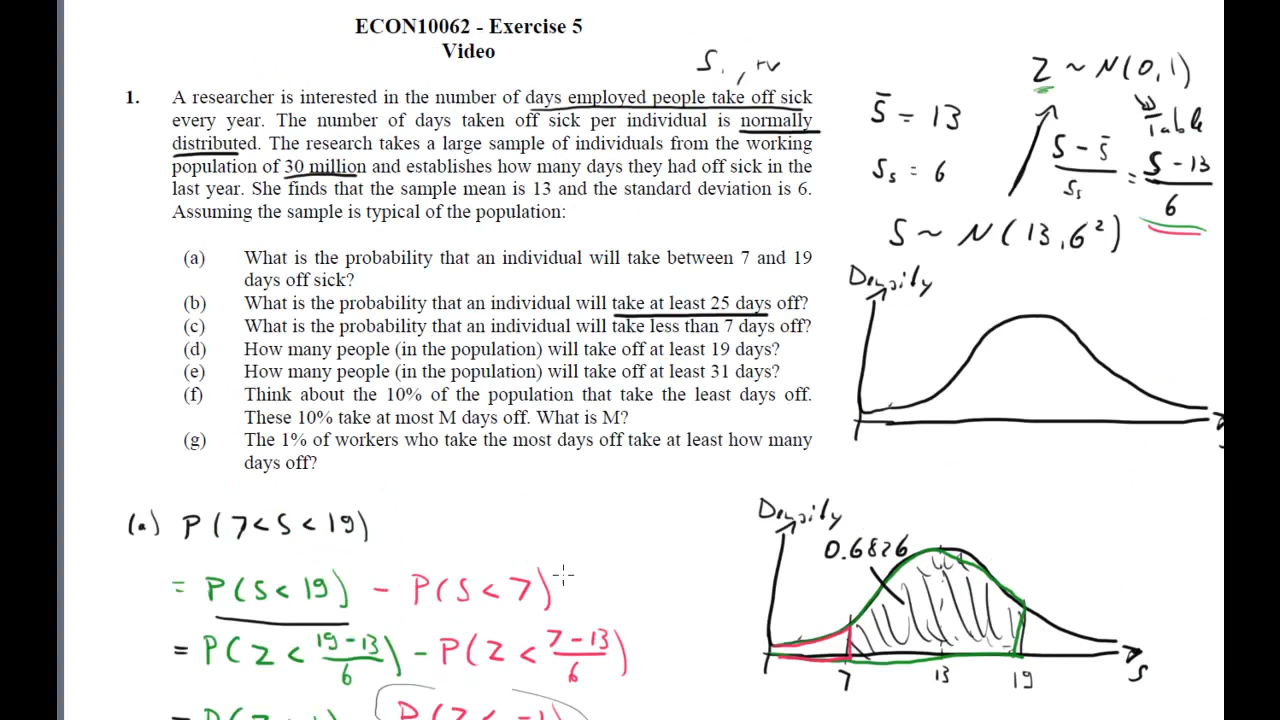 ECON10062 - Exercise 5
Video
S , rv
1. A researcher is interested in the number of days employed people take off sick
every year. The number of days taken off sick per individual is normally
distributed. The research takes a large sample of individuals from the working
population of 30 million and establishes how many days they had off sick in the
last year. She finds that the sample mean is 13 and the standard deviation is 6.
Assuming the sample is typical of the population:
(a) What is the probability that an individual will take between 7 and 19
days off sick?
(b) What is the probability that an individual will take at least 25 days off?
(c) What is the probability that an individual will take less than 7 days off?
(d) How many people (in the population) will take off at least 19 days?
(e) How many people (in the population) will take off at least 31 days?
(f) Think about the 10% of the population that take the least days off.
These 10% take at most M days off. What is M?
(g) The 1% of workers who take the most days off take at least how many
days off?
Z ~ N(0,1)
Table
S̄ = 13
S_s = 6
(S - S̄)/S_s = (S - 13)/6
S ~ N(13, 6²)
Density
S
(a) P(7 < S < 19)
= P(S < 19) - P(S < 7)
= P(Z < (19-13)/6) - P(Z < (7-13)/6)
= P(Z < 1) P(Z < -1)
Density
0.6826
7 13 19 S